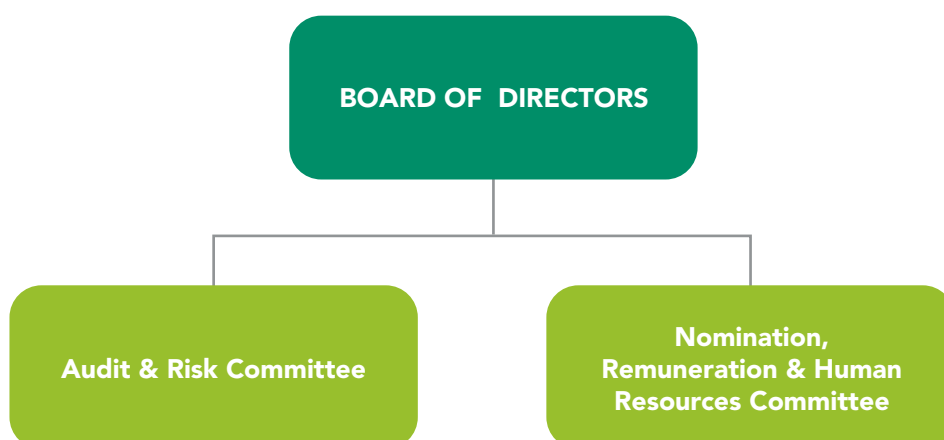 BOARD OF DIRECTORS
Audit & Risk Committee
Nomination,
Remuneration & Human
Resources Committee